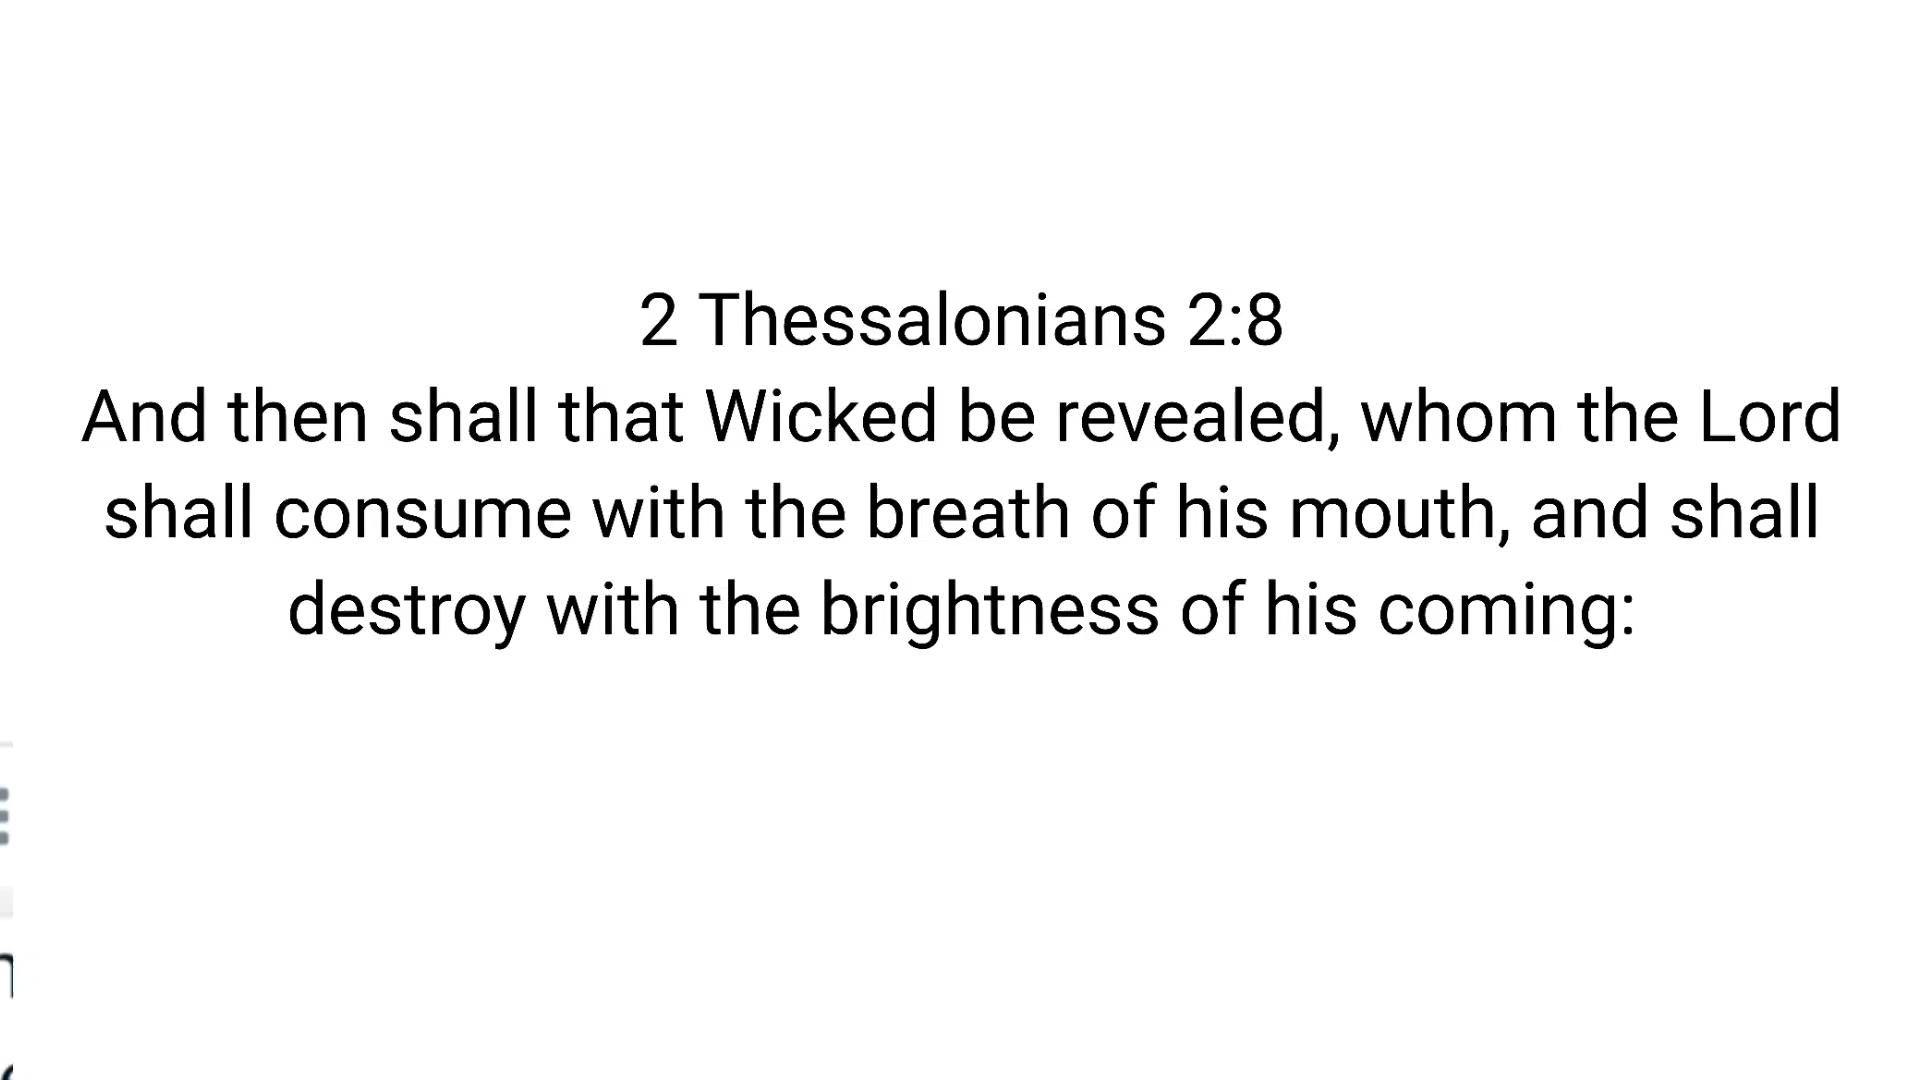 2 Thessalonians 2:8
And then shall that Wicked be revealed, whom the Lord
shall consume with the breath of his mouth, and shall
destroy with the brightness of his coming: